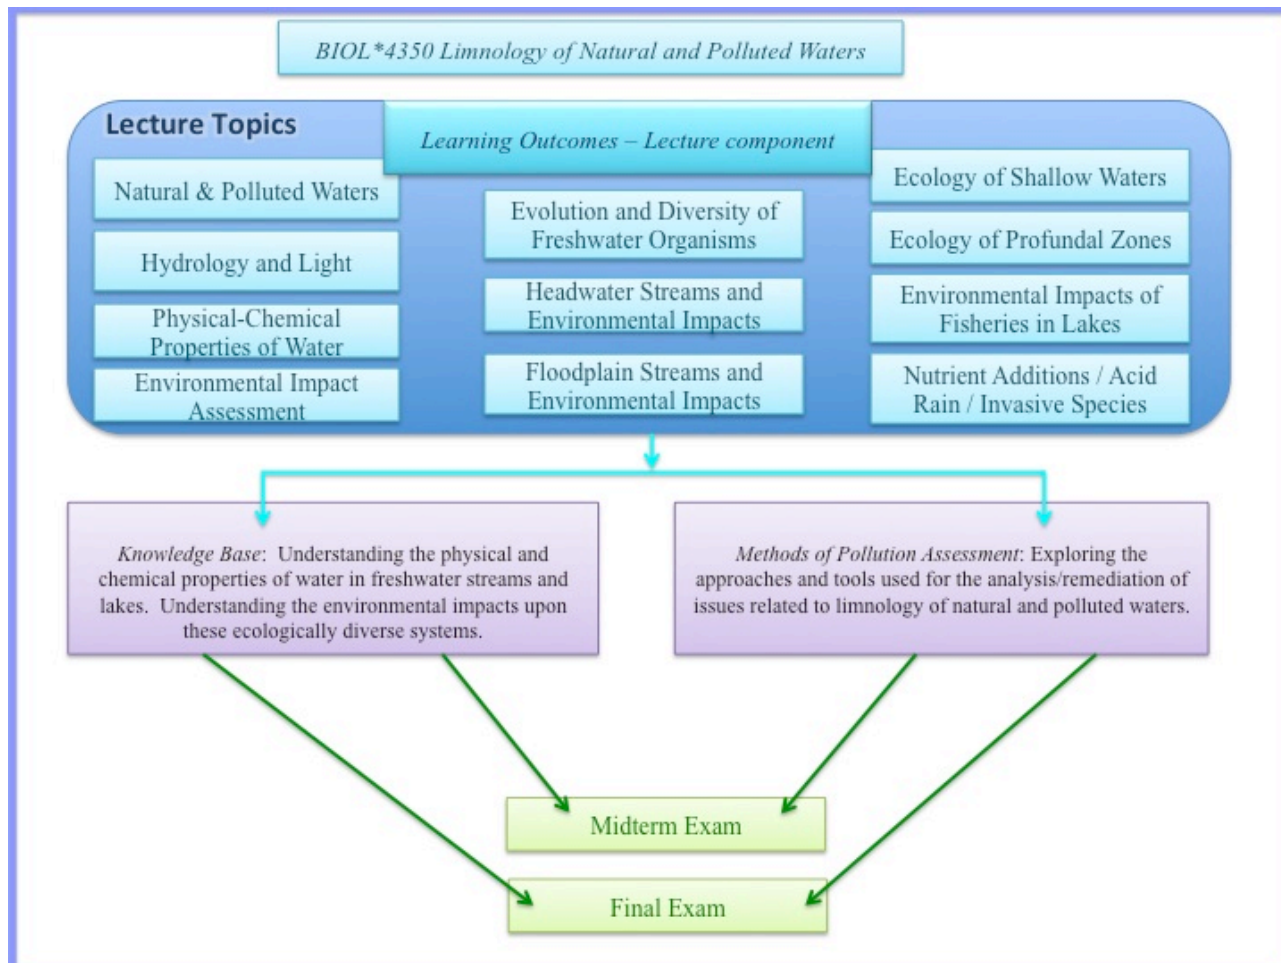 BIOL*4350 Limnology of Natural and Polluted Waters
Lecture Topics
Learning Outcomes – Lecture component
Natural & Polluted Waters
Hydrology and Light
Physical-Chemical
Properties of Water
Environmental Impact
Assessment
Evolution and Diversity of
Freshwater Organisms
Headwater Streams and
Environmental Impacts
Floodplain Streams and
Environmental Impacts
Ecology of Shallow Waters
Ecology of Profundal Zones
Environmental Impacts of
Fisheries in Lakes
Nutrient Additions / Acid
Rain / Invasive Species
Knowledge Base: Understanding the physical and
chemical properties of water in freshwater streams and
lakes. Understanding the environmental impacts upon
these ecologically diverse systems.
Methods of Pollution Assessment: Exploring the
approaches and tools used for the analysis/remediation of
issues related to limnology of natural and polluted waters.
Midterm Exam
Final Exam